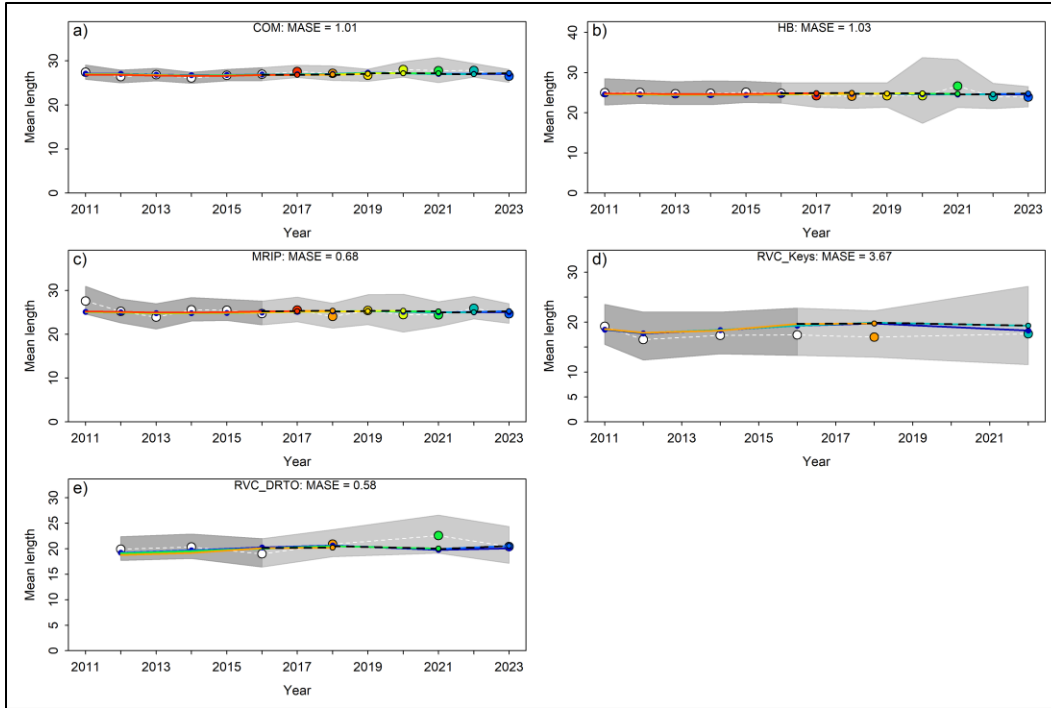 a) COM: MASE = 1.01
Mean length
0 10 20 30
2011 2013 2015 2017 2019 2021 2023
Year
b) HB: MASE = 1.03
Mean length
0 10 20 30 40
2011 2013 2015 2017 2019 2021 2023
Year
c) MRIP: MASE = 0.68
Mean length
0 10 20 30
2011 2013 2015 2017 2019 2021 2023
Year
d) RVC_Keys: MASE = 3.67
Mean length
0 5 10 20 30
2011 2013 2015 2017 2019 2021
Year
e) RVC_DRTO: MASE = 0.58
Mean length
0 5 10 15 20 25 30
2011 2013 2015 2017 2019 2021 2023
Year